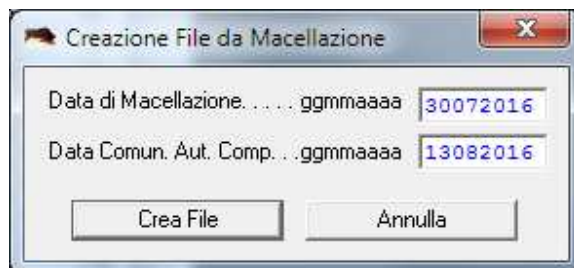 Creazione File da Macellazione
Data di Macellazione. . . . . ggmmaaaa 30072016
Data Comun. Aut. Comp. . .ggmmaaaa 13082016
Crea File Annulla